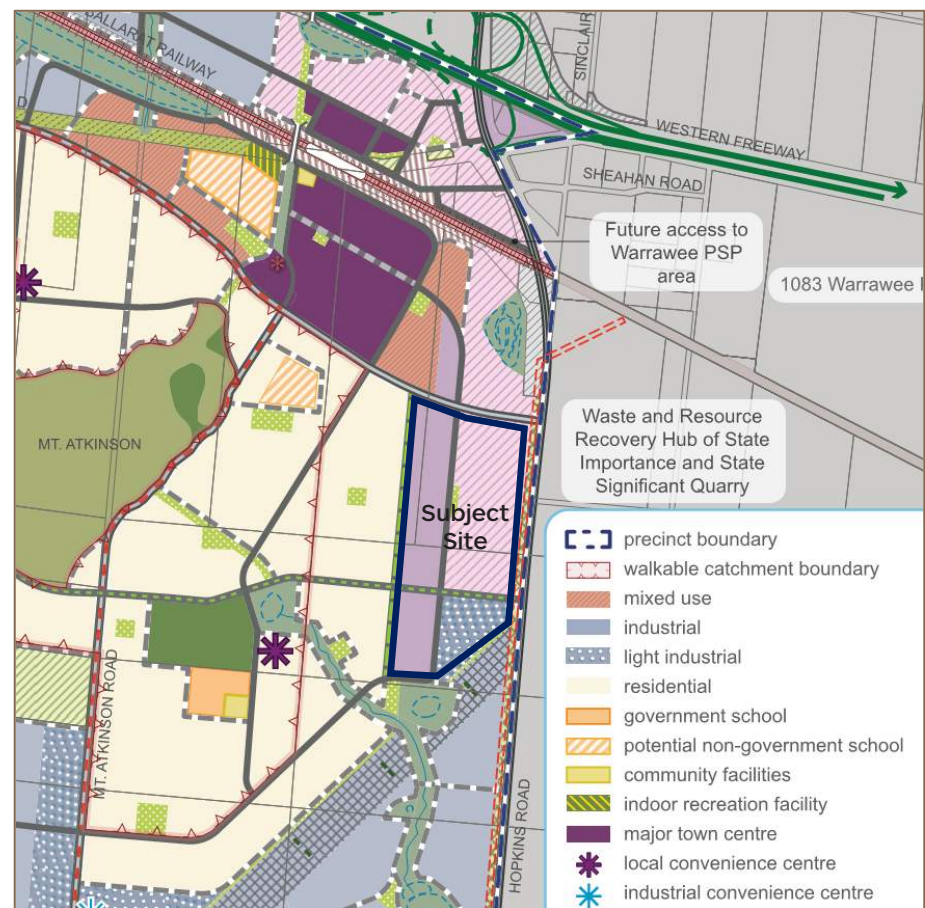 BALLARAT RAILWAY
D
SINCLAIR
WESTERN FREEWAY
SHEAHAN ROAD
Future access to
Warrawee PSP
area
1083 Warrawee
MT. ATKINSON
Waste and Resource
Recovery Hub of State
Importance and State
Significant Quarry
Subject
Site
MT. ATKINSON ROAD
HOPKINS ROAD
precinct boundary
walkable catchment boundary
mixed use
industrial
light industrial
residential
government school
potential non-government school
community facilities
indoor recreation facility
major town centre
local convenience centre
industrial convenience centre